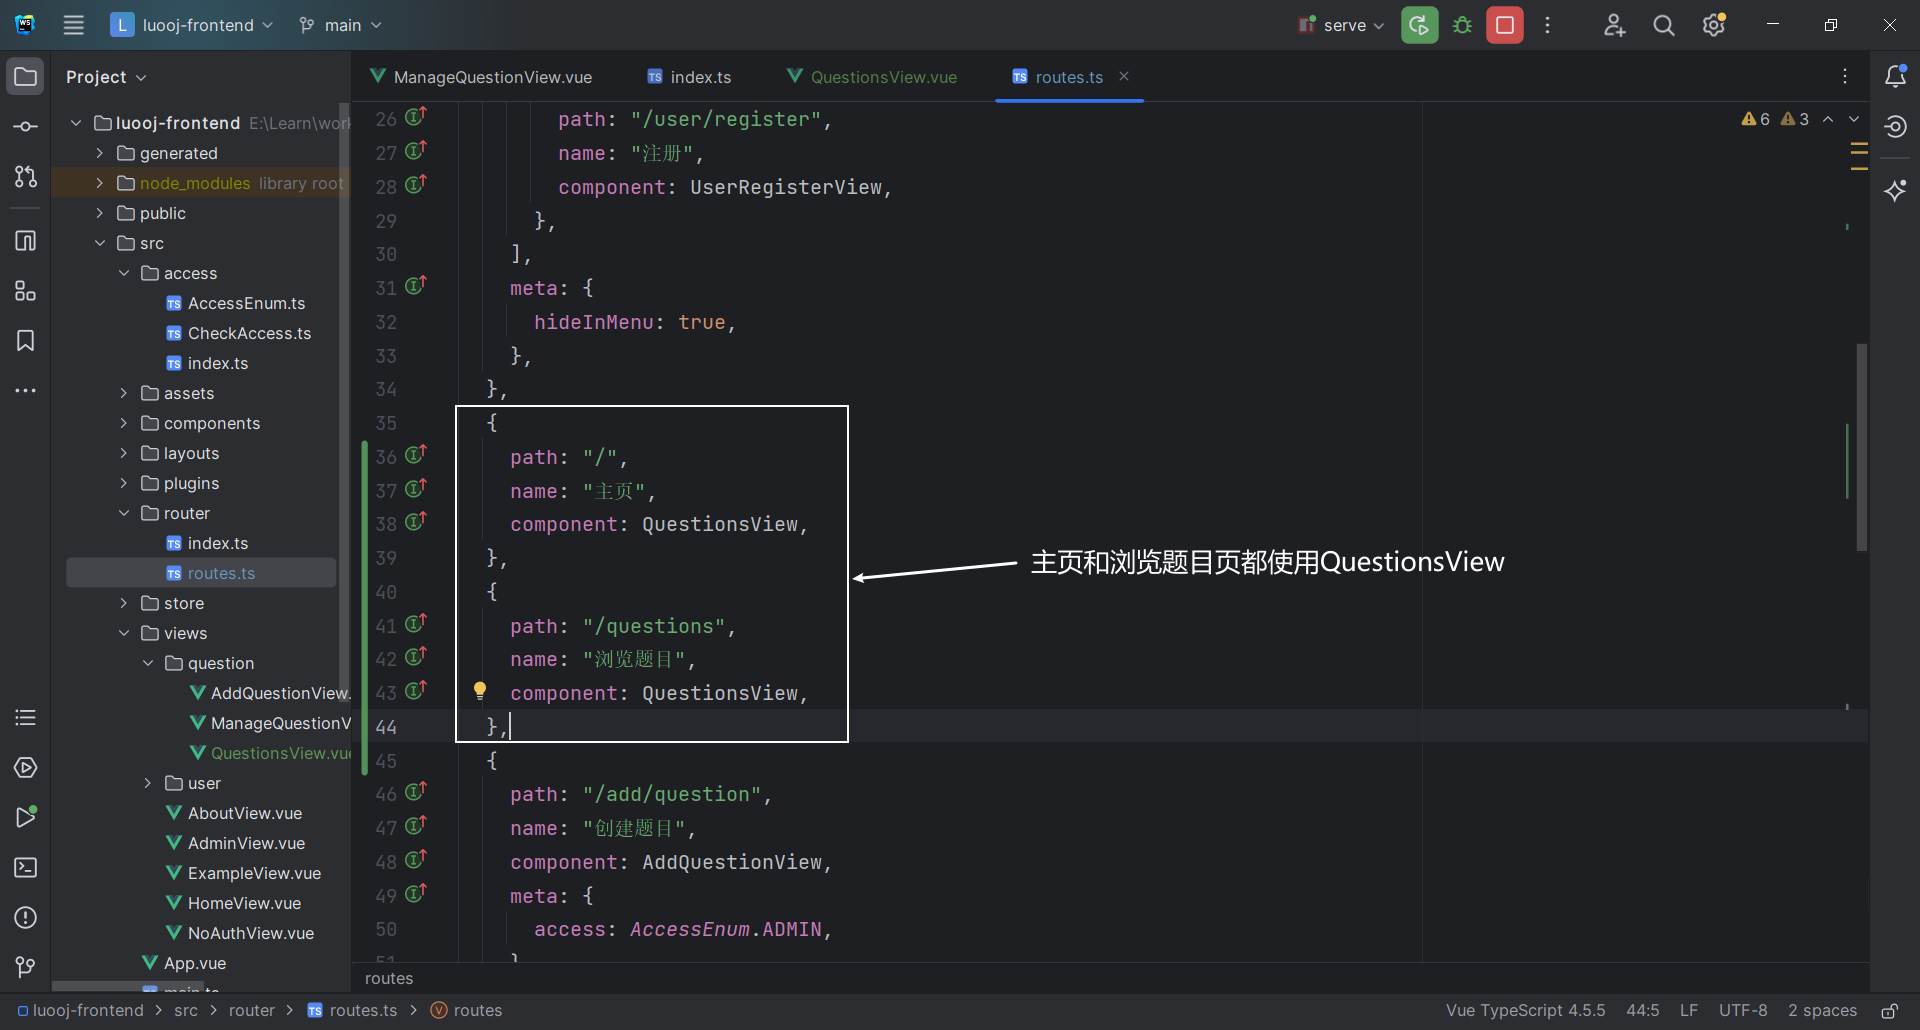 L luooj-frontend main serve
Project
ManageQuestionView.vue index.ts QuestionsView.vue routes.ts
luooj-frontend E:\Learn\work
generated
node_modules library root
public
src
access
AccessEnum.ts
CheckAccess.ts
index.ts
assets
components
layouts
plugins
router
index.ts
routes.ts
store
views
question
AddQuestionView.
ManageQuestionV
QuestionsView.vue
user
AboutView.vue
AdminView.vue
ExampleView.vue
HomeView.vue
NoAuthView.vue
App.vue
main.ts
6 3
26 path: "/user/register",
27 name: "注册",
28 component: UserRegisterView,
29 },
30 ],
31 meta: {
32 hideInMenu: true,
33 },
34 },
35 {
36 path: "/",
37 name: "主页",
38 component: QuestionsView,
39 },
40 {
41 path: "/questions",
42 name: "浏览题目",
43 component: QuestionsView,
44 },
45 {
46 path: "/add/question",
47 name: "创建题目",
48 component: AddQuestionView,
49 meta: {
50 access: AccessEnum.ADMIN,
51 }
主页和浏览题目页都使用QuestionsView
routes
luooj-frontend > src > router > routes.ts > routes
Vue TypeScript 4.5.5 44:5 LF UTF-8 2 spaces